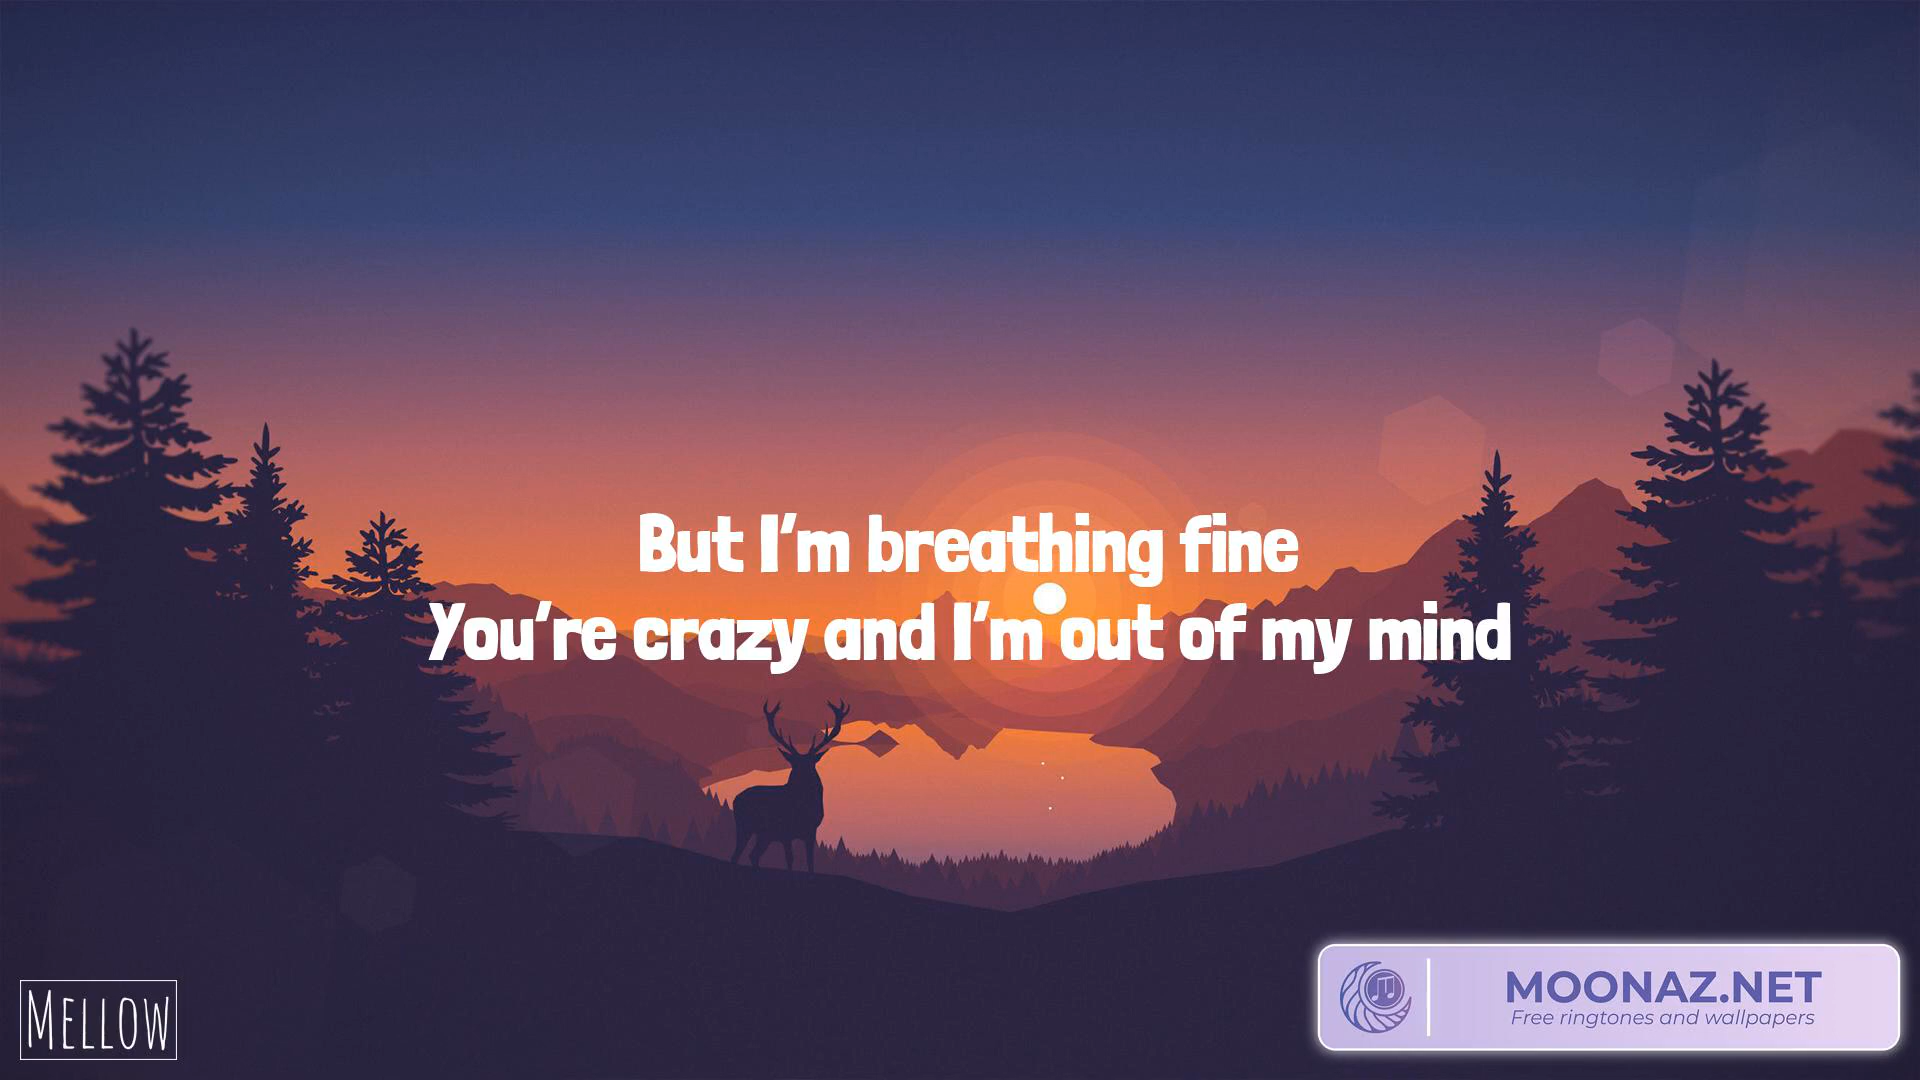 But I'm breathing fine
You're crazy and I'm out of my mind
MELLOW
MOONAZ.NET
Free ringtones and wallpapers